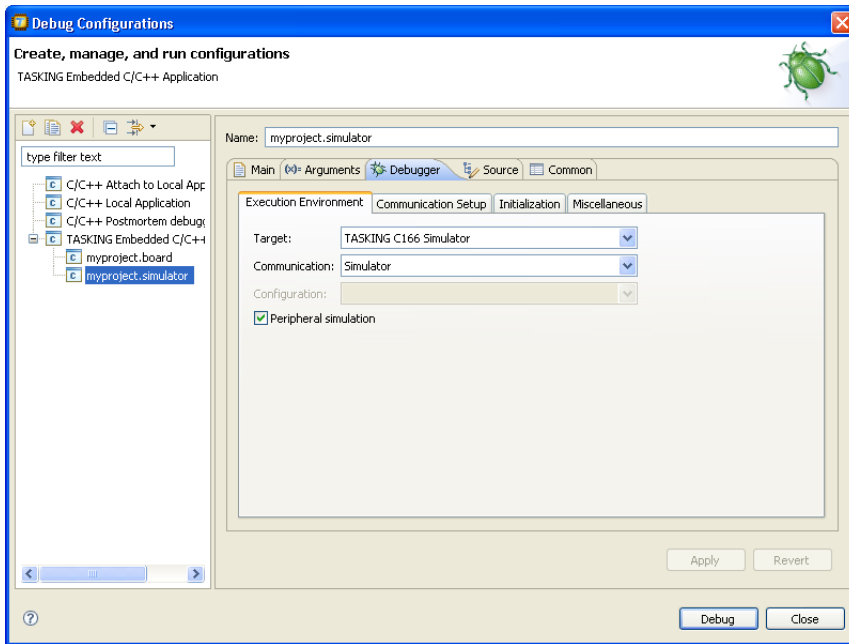 Debug Configurations
Create, manage, and run configurations
TASKING Embedded C/C++ Application
type filter text
C/C++ Attach to Local App
C/C++ Local Application
C/C++ Postmortem debugg
TASKING Embedded C/C++
myproject.board
myproject.simulator
Name: myproject.simulator
Main (x)= Arguments Debugger Source Common
Execution Environment Communication Setup Initialization Miscellaneous
Target: TASKING C166 Simulator
Communication: Simulator
Configuration:
Peripheral simulation
Apply Revert
Debug Close